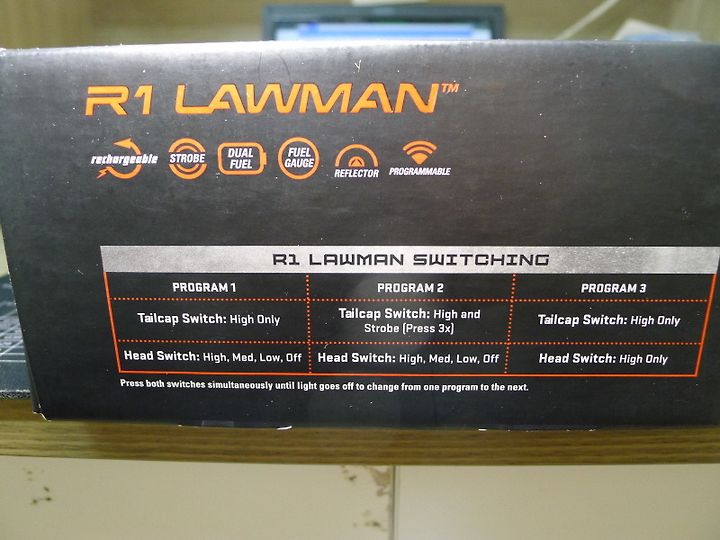 R1 LAWMAN™
rechargeable
STROBE
DUAL
FUEL
FUEL
GAUGE
REFLECTOR
PROGRAMMABLE
R1 LAWMAN SWITCHING
PROGRAM 1 PROGRAM 2 PROGRAM 3
Tailcap Switch: High Only
Tailcap Switch: High and
Strobe (Press 3x)
Tailcap Switch: High Only
Head Switch: High, Med, Low, Off
Head Switch: High, Med, Low, Off
Head Switch: High Only
Press both switches simultaneously until light goes off to change from one program to the next.